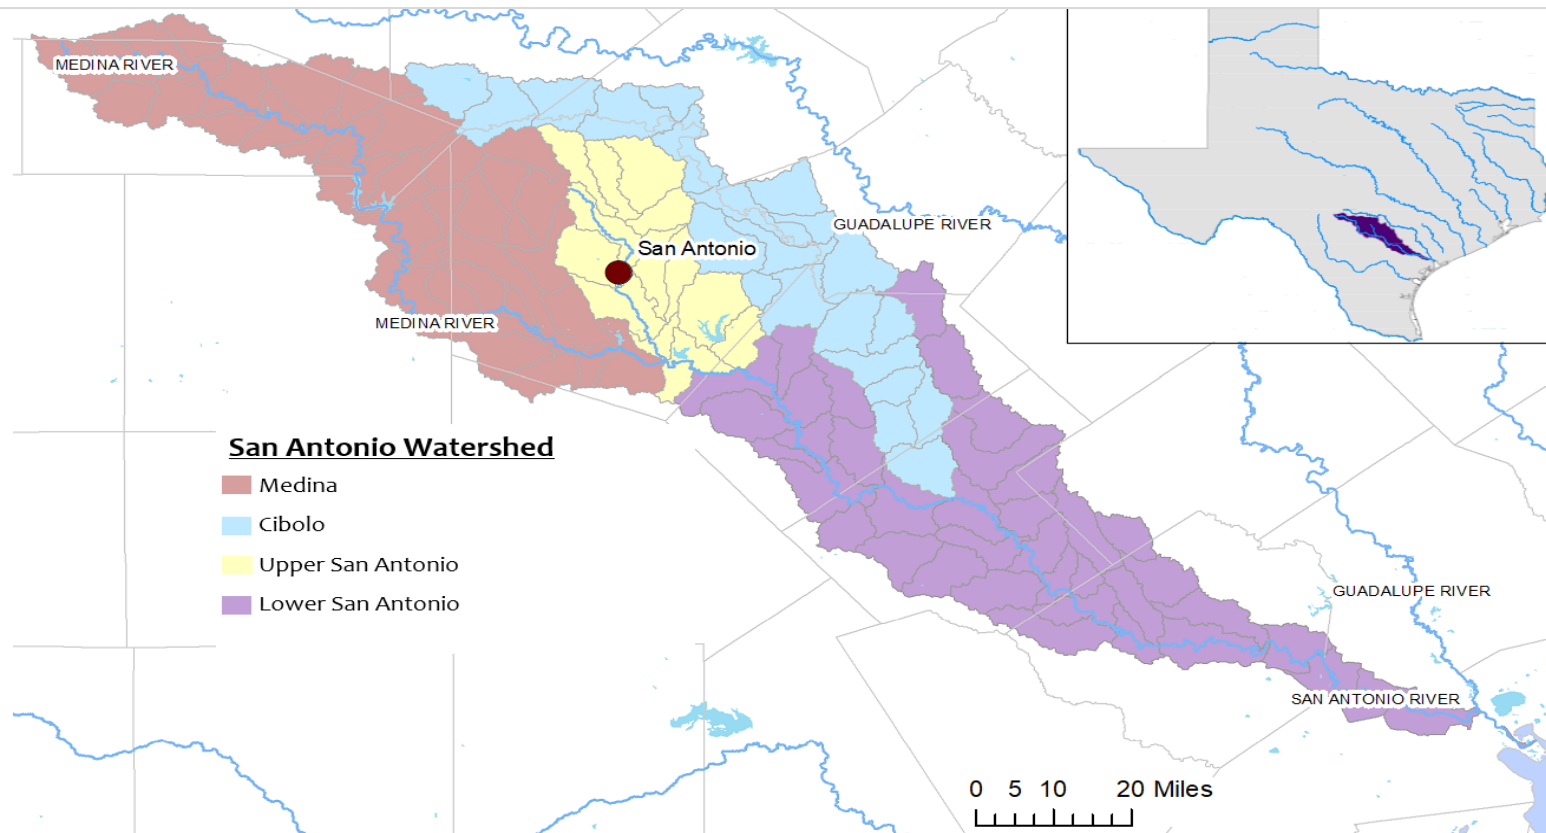 MEDINA RIVER
GUADALUPE RIVER
San Antonio
MEDINA RIVER
San Antonio Watershed
Medina
Cibolo
Upper San Antonio
Lower San Antonio
GUADALUPE RIVER
SAN ANTONIO RIVER
0 5 10 20 Miles